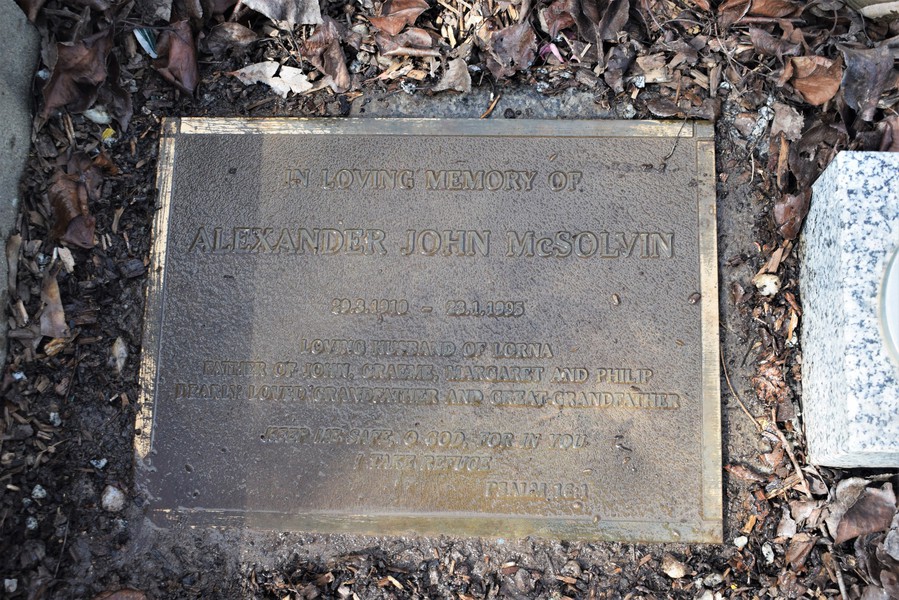 IN LOVING MEMORY OF
ALEXANDER JOHN McSOLVIN
29.3.1910 – 23.1.1995
LOVING HUSBAND OF LORNA
FATHER OF JOHN, GRAEME, MARGARET AND PHILIP
DEARLY LOVED GRANDFATHER AND GREAT-GRANDFATHER
KEEP ME SAFE, O GOD, FOR IN YOU
I TAKE REFUGE
PSALM 16:1